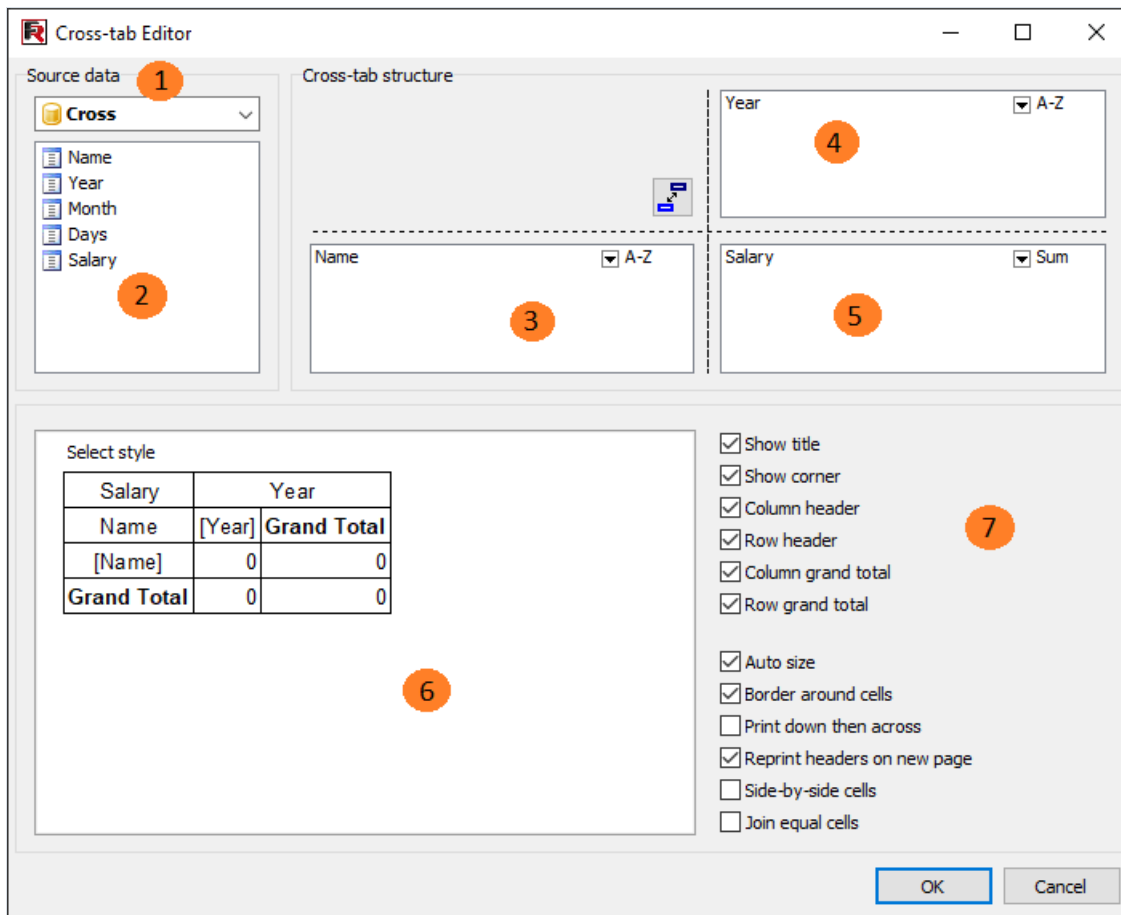 FR Cross-tab Editor
Source data 1
Cross
Name
Year
Month
Days
Salary
2
Cross-tab structure
Year A-Z
4
Name A-Z
3
Salary Sum
5
Select style
Salary Year
Name [Year] Grand Total
[Name] 0 0
Grand Total 0 0
6
Show title
Show corner
Column header
Row header
Column grand total
Row grand total
7
Auto size
Border around cells
Print down then across
Reprint headers on new page
Side-by-side cells
Join equal cells
OK Cancel